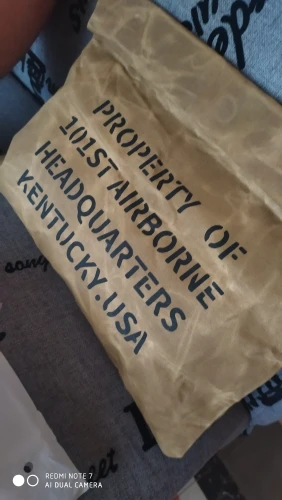 PROPERTY OF
101ST AIRBORNE
HEADQUARTERS
KENTUCKY.USA
REDMI NOTE 7
AI DUAL CAMERA